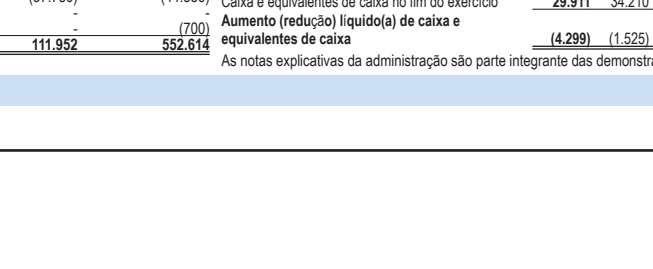 Caixa e equivalentes de caixa no fim do exercício 29.911 34.210
- -
- (700)
111.952 552.614
Aumento (redução) líquido(a) de caixa e
equivalentes de caixa (4.299) (1.525)
As notas explicativas da administração são parte integrante das demonstra